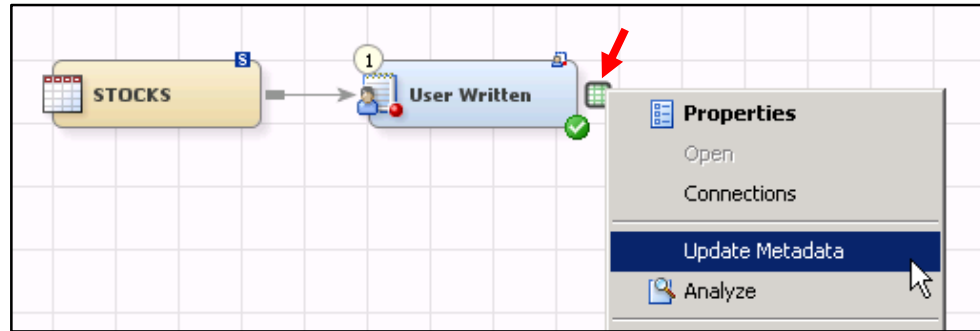 STOCKS
S
1
User Written
Properties
Open
Connections
Update Metadata
Analyze